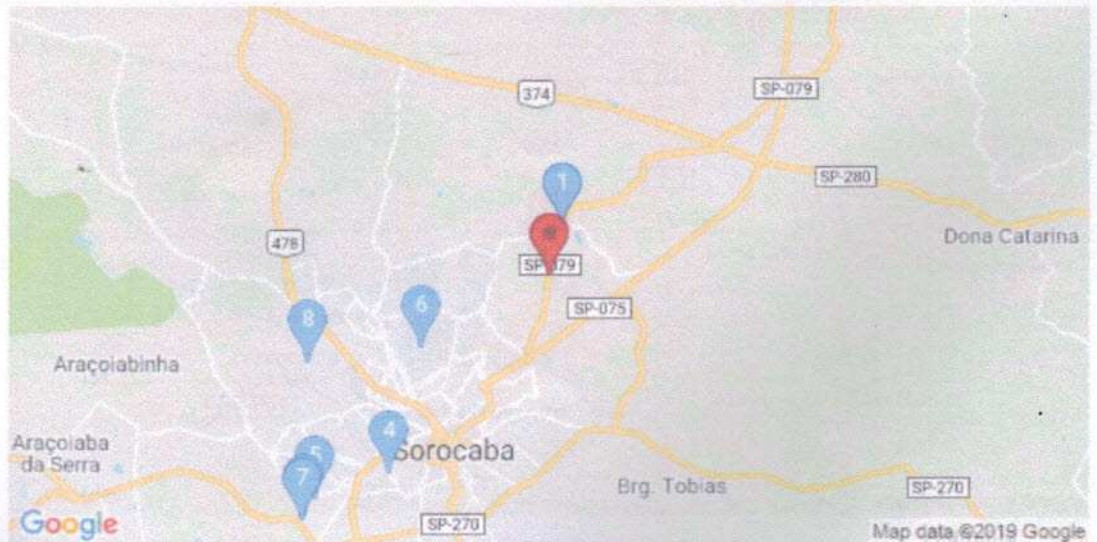 374
SP-079
SP-280
1
Dona Catarina
478
SP-079
SP-075
6
8
Araçoiabinha
4
Sorocaba
Araçoiaba
da Serra
5
7
Brg. Tobias
SP-270
SP-270
Google
Map data ©2019 Google